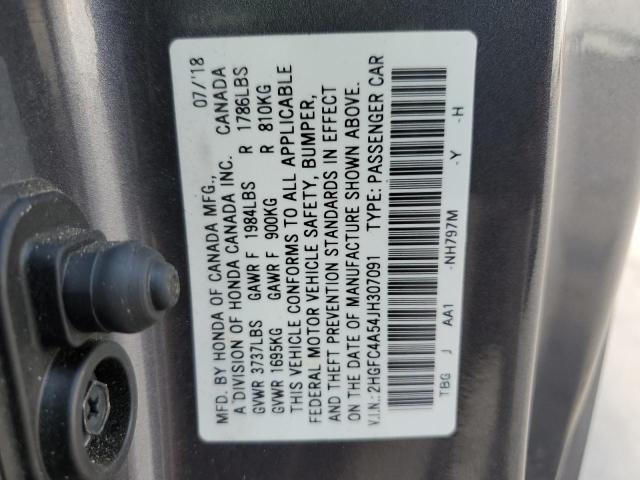 MFD. BY HONDA OF CANADA MFG., 07/'18
A DIVISION OF HONDA CANADA INC. CANADA
GVWR 3737LBS GAWR F 1984LBS R 1786LBS
GVWR 1695KG GAWR F 900KG R 810KG
THIS VEHICLE CONFORMS TO ALL APPLICABLE
FEDERAL MOTOR VEHICLE SAFETY, BUMPER,
AND THEFT PREVENTION STANDARDS IN EFFECT
ON THE DATE OF MANUFACTURE SHOWN ABOVE.
V.I.N.: 2HGFC4A54JH307091 TYPE: PASSENGER CAR
TBG J AA1 -NH797M -Y -H